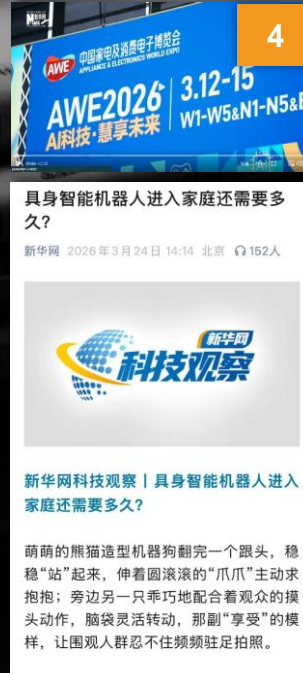 4
AWE
中国家电及消费电子博览会
APPLIANCE & ELECTRONICS WORLD EXPO
AWE2026
3.12-15
AI科技·慧享未来
W1-W5&N1-N5&E
具身智能机器人进入家庭还需要多
久？
新华网 2026年3月24日 14:14 北京 152人
新华网
科技观察
新华网科技观察丨具身智能机器人进入
家庭还需要多久？
萌萌的熊猫造型机器狗翻完一个跟头，稳
稳“站”起来，伸着圆滚滚的“爪爪”主动求
抱抱；旁边另一只乖巧地配合着观众的摸
头动作，脑袋灵活转动，那副“享受”的模
样，让围观人群忍不住频频驻足拍照。